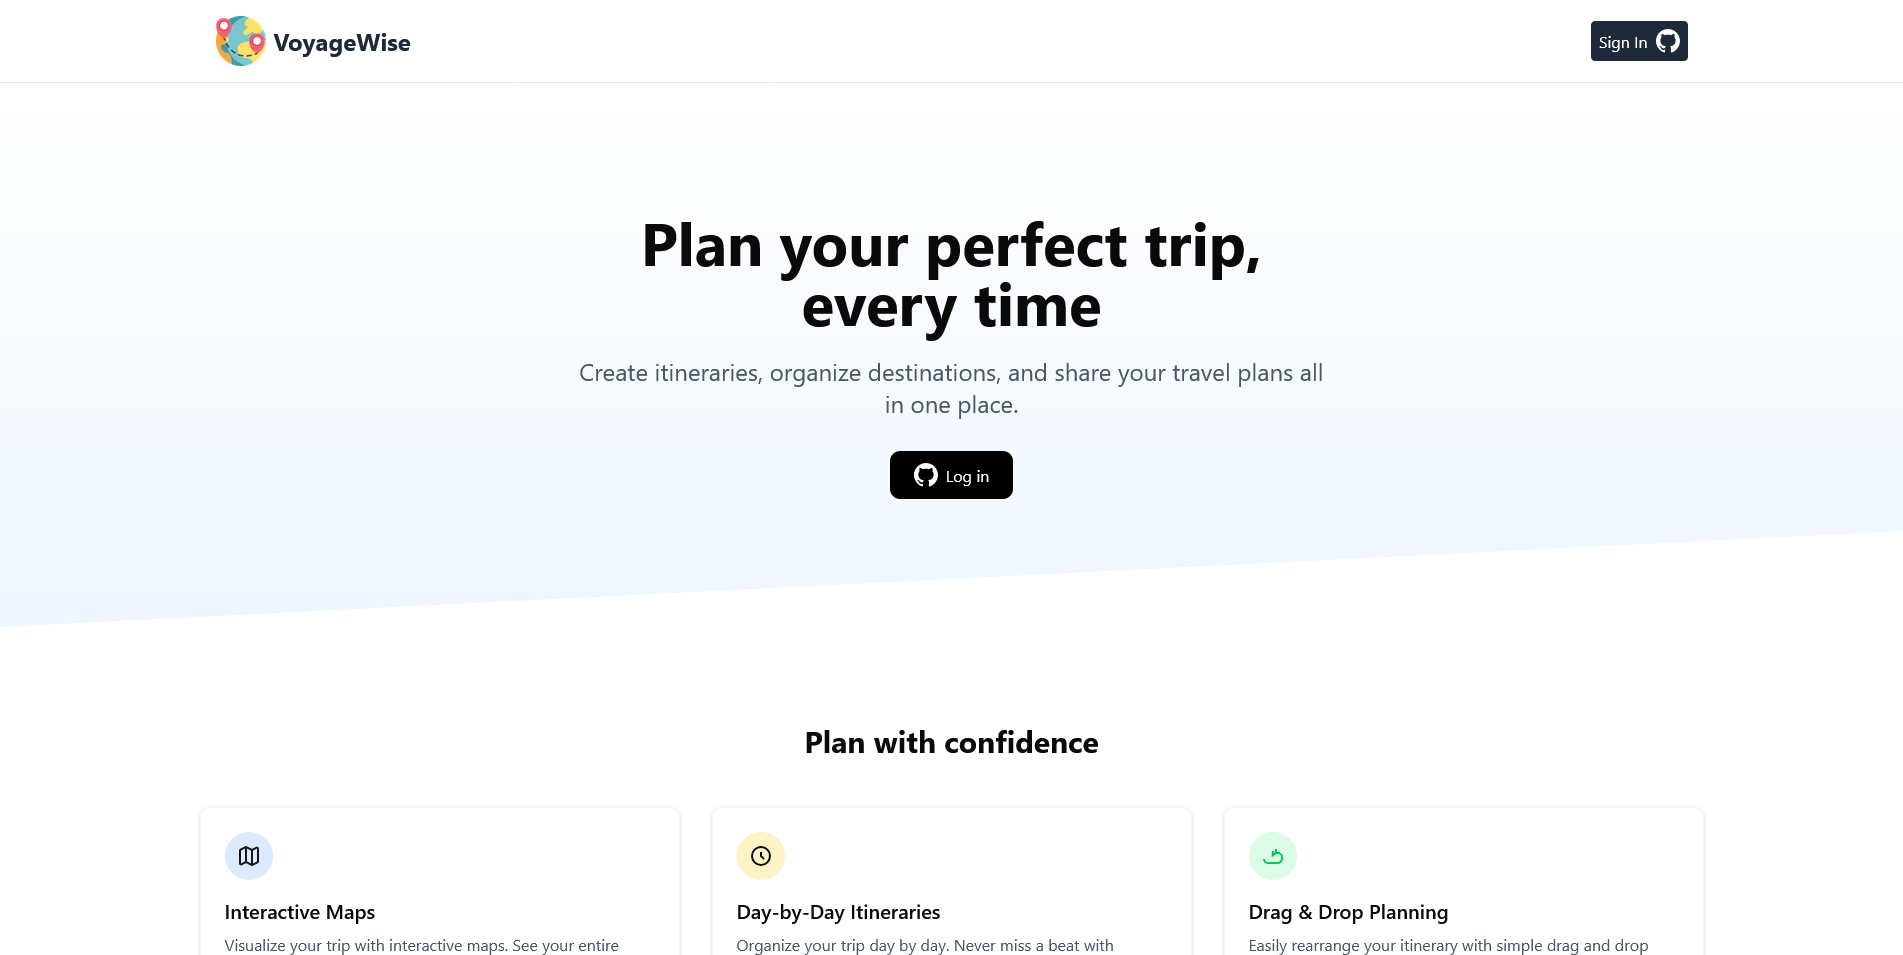 VoyageWise
Sign In
Plan your perfect trip,
every time
Create itineraries, organize destinations, and share your travel plans all
in one place.
Log in
Plan with confidence
Interactive Maps
Visualize your trip with interactive maps. See your entire
Day-by-Day Itineraries
Organize your trip day by day. Never miss a beat with
Drag & Drop Planning
Easily rearrange your itinerary with simple drag and drop